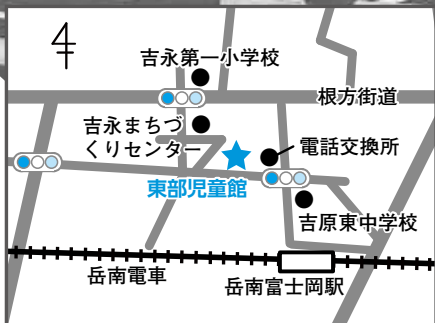 吉永第一小学校
根方街道
吉永まちづ
くりセンター
電話交換所
東部児童館
吉原東中学校
岳南電車
岳南富士岡駅